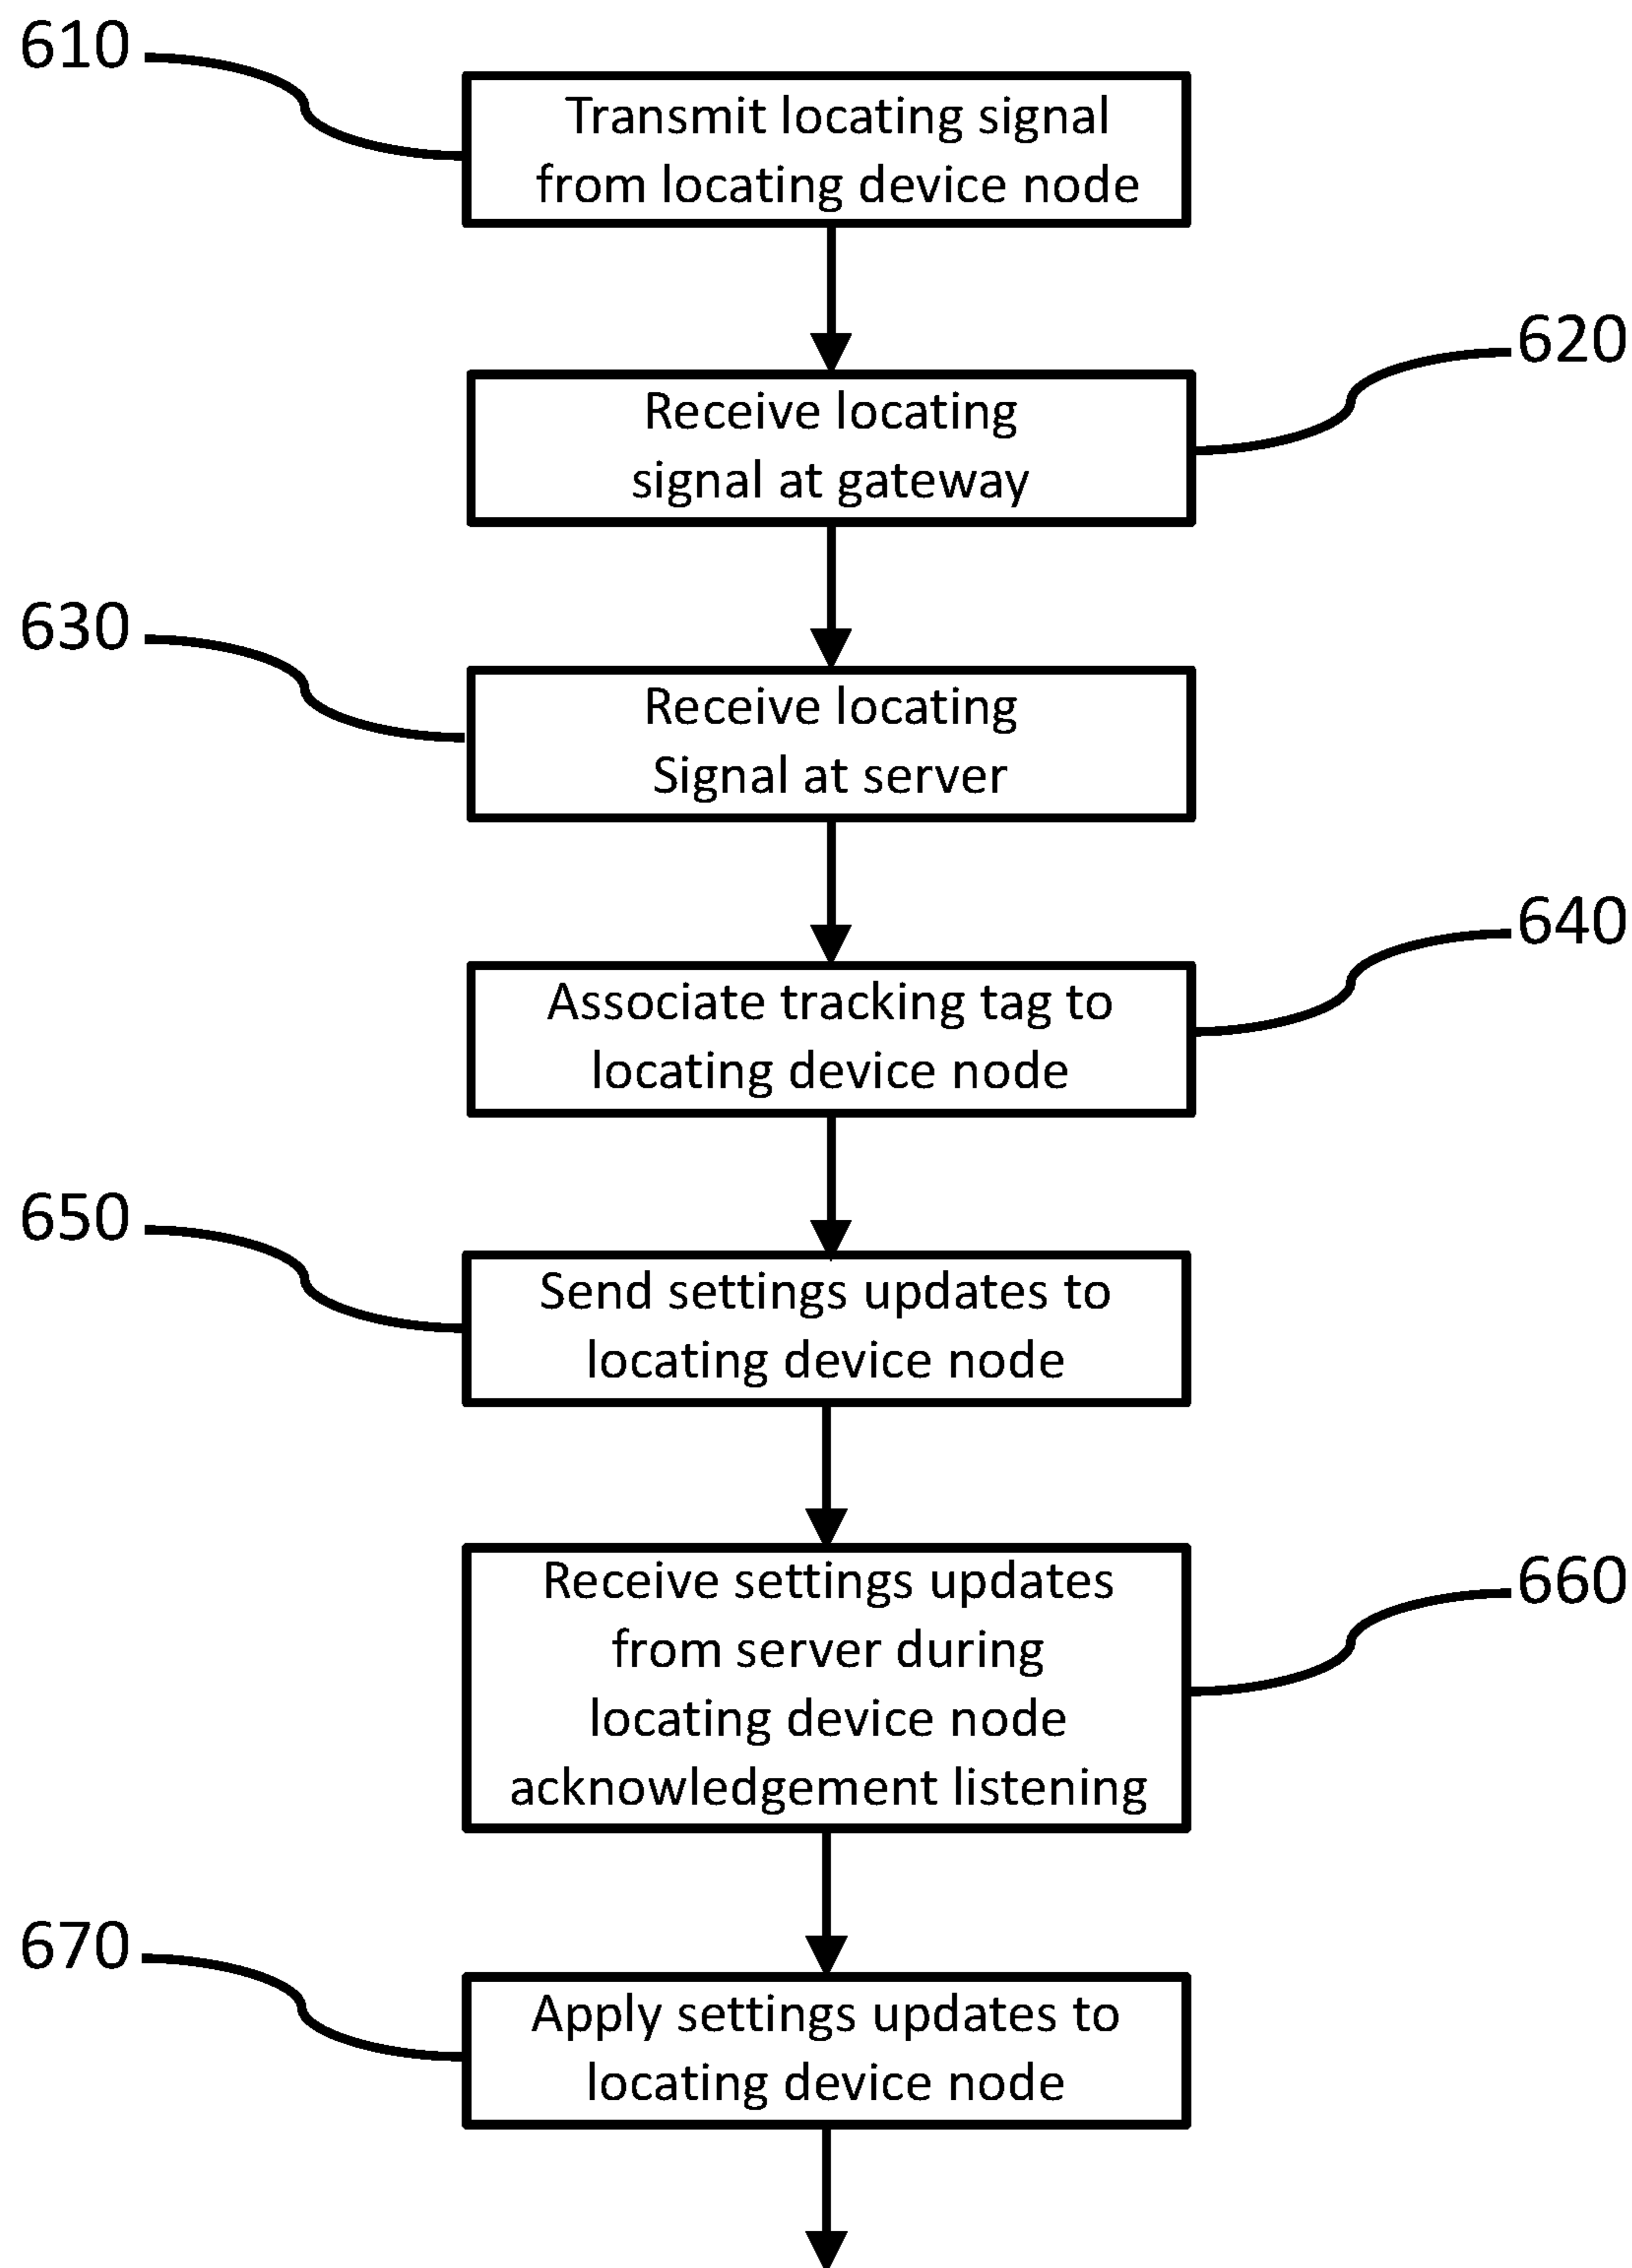 610
Transmit locating signal
from locating device node
620
Receive locating
signal at gateway
630
Receive locating
Signal at server
640
Associate tracking tag to
locating device node
650
Send settings updates to
locating device node
660
Receive settings updates
from server during
locating device node
acknowledgement listening
670
Apply settings updates to
locating device node